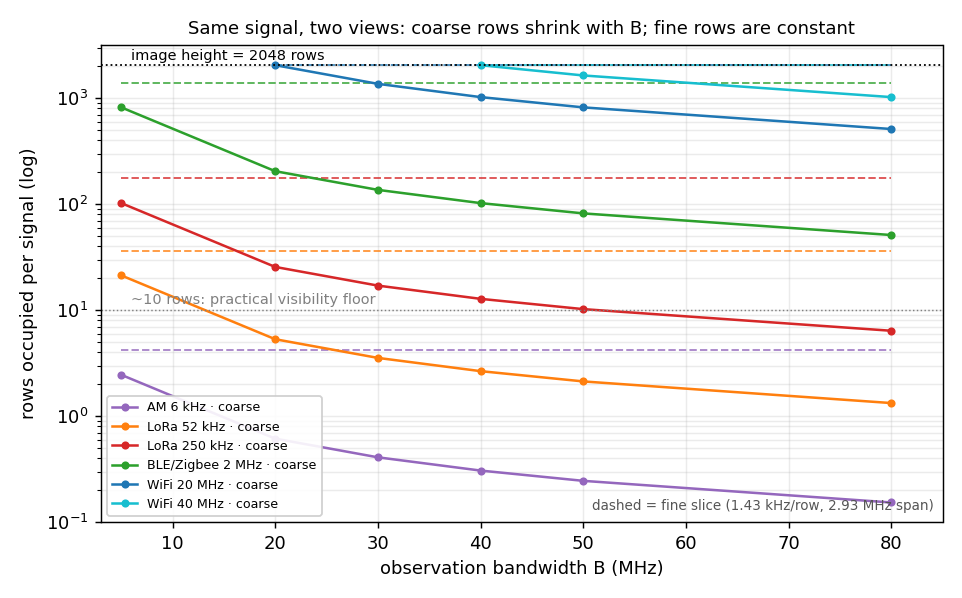 Same signal, two views: coarse rows shrink with B; fine rows are constant
image height = 2048 rows
10³
10²
~10 rows: practical visibility floor
10¹
10⁰
10⁻¹
rows occupied per signal (log)
AM 6 kHz · coarse
LoRa 52 kHz · coarse
LoRa 250 kHz · coarse
BLE/Zigbee 2 MHz · coarse
WiFi 20 MHz · coarse
WiFi 40 MHz · coarse
dashed = fine slice (1.43 kHz/row, 2.93 MHz span)
10 20 30 40 50 60 70 80
observation bandwidth B (MHz)